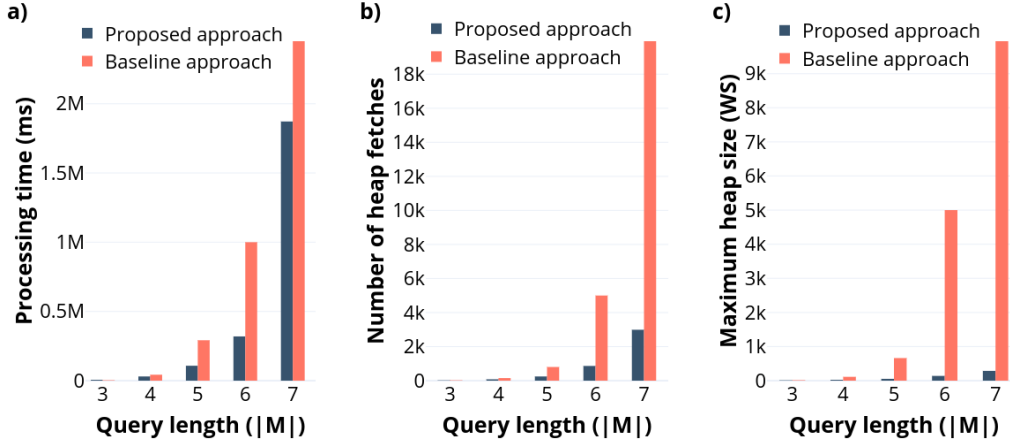 a)
Proposed approach
Baseline approach
Processing time (ms)
2M
1.5M
1M
0.5M
0
3 4 5 6 7
Query length (|M|)
b)
Proposed approach
Baseline approach
Number of heap fetches
18k
16k
14k
12k
10k
8k
6k
4k
2k
0
3 4 5 6 7
Query length (|M|)
c)
Proposed approach
Baseline approach
Maximum heap size (WS)
9k
8k
7k
6k
5k
4k
3k
2k
1k
0
3 4 5 6 7
Query length (|M|)